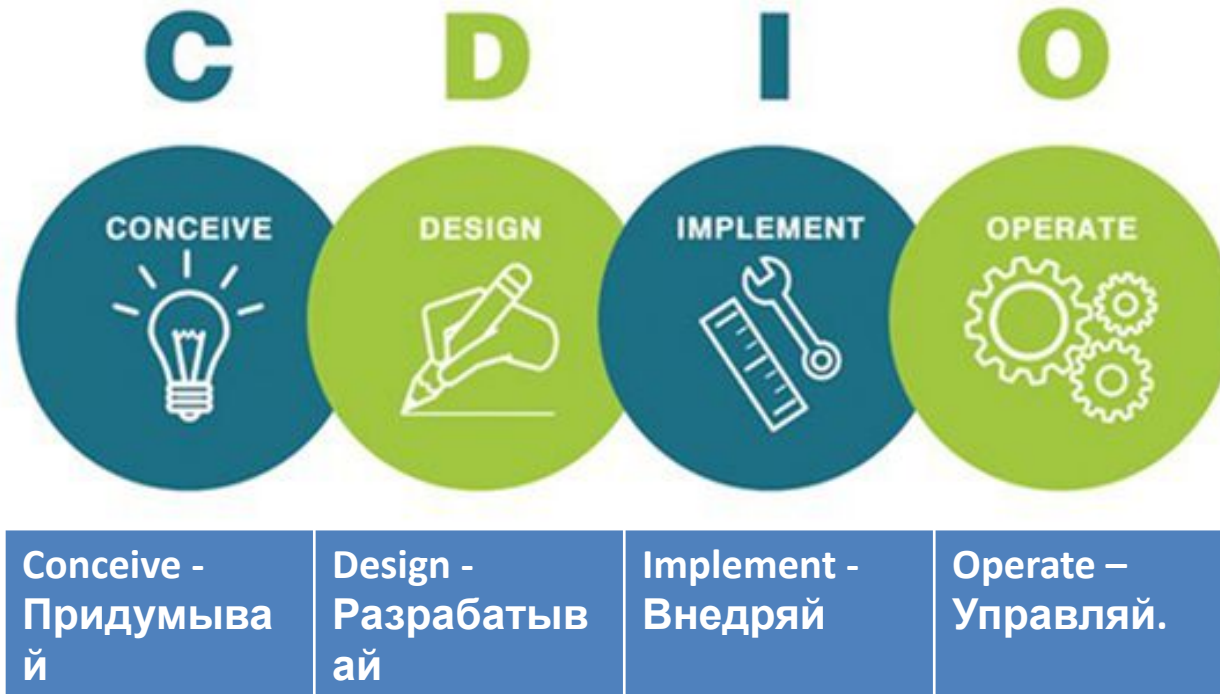 C D I O
CONCEIVE DESIGN IMPLEMENT OPERATE
Conceive -
Придумыва
й
Design -
Разрабатыв
ай
Implement -
Внедряй
Operate –
Управляй.